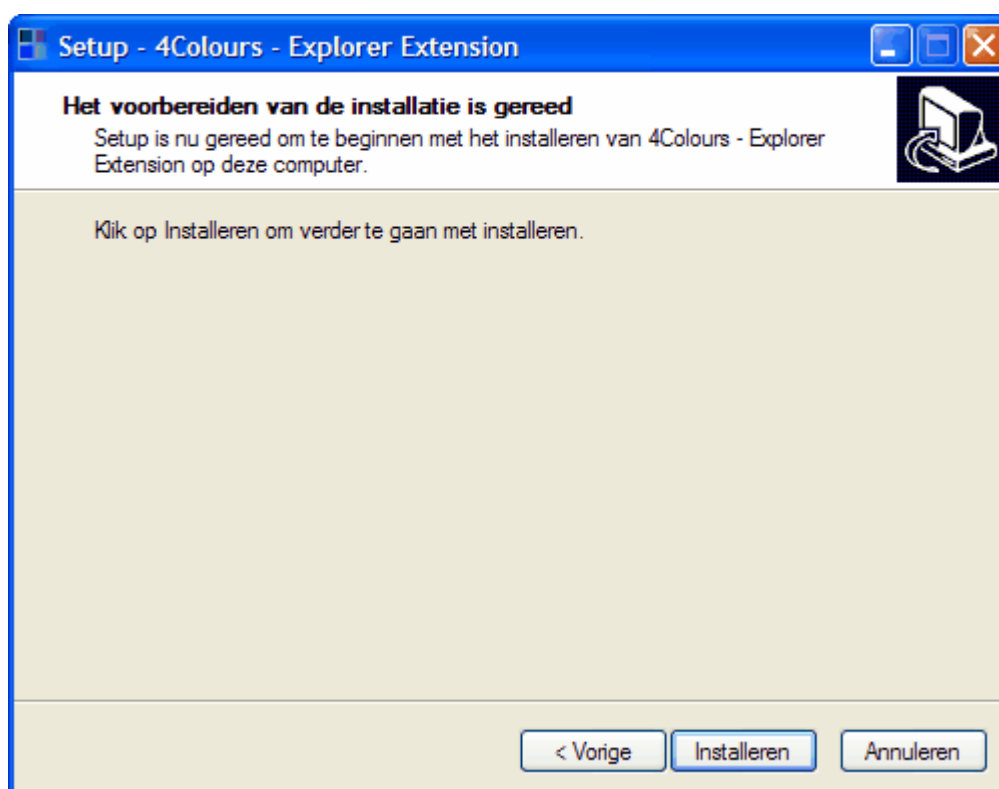 Setup - 4Colours - Explorer Extension
Het voorbereiden van de installatie is gereed
Setup is nu gereed om te beginnen met het installeren van 4Colours - Explorer
Extension op deze computer.
Klik op Installeren om verder te gaan met installeren.
< Vorige Installeren Annuleren